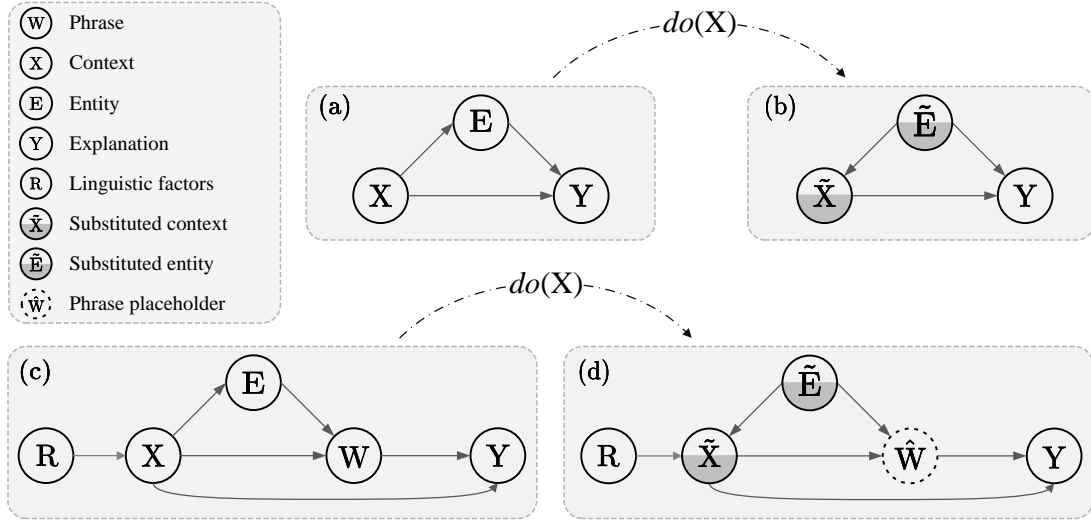 W Phrase
X Context
E Entity
Y Explanation
R Linguistic factors
X̃ Substituted context
Ẽ Substituted entity
Ŵ Phrase placeholder
do(X)
(a)
E
X
Y
(b)
Ẽ
X̃
Y
do(X)
(c)
E
R X W Y
(d)
Ẽ
R X̃ Ŵ Y